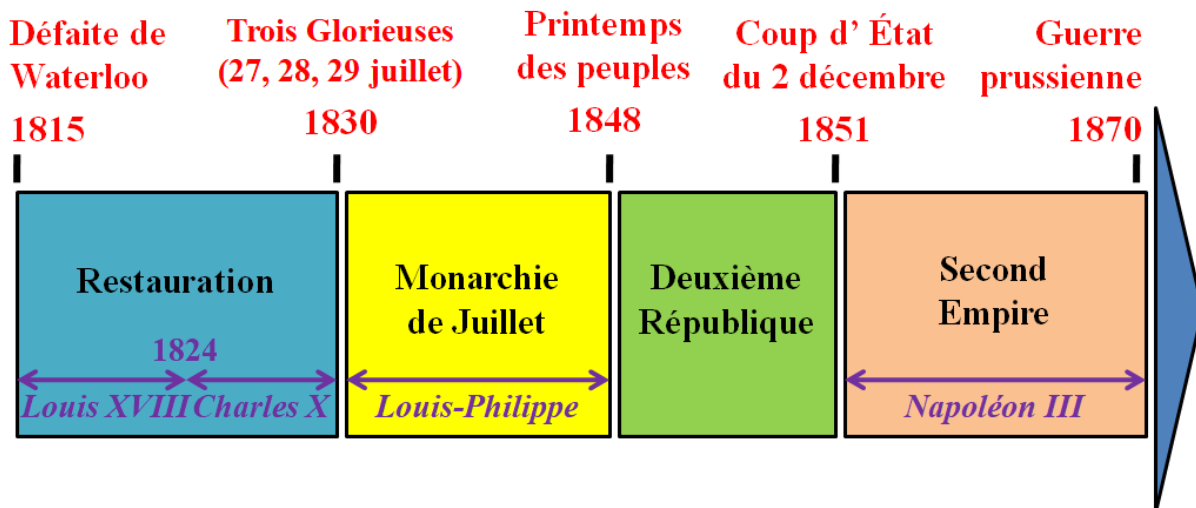 Défaite de
Waterloo
1815
Trois Glorieuses
(27, 28, 29 juillet)
1830
Printemps
des peuples
1848
Coup d’ État
du 2 décembre
1851
Guerre
prussienne
1870
Restauration
1824
Louis XVIII Charles X
Monarchie
de Juillet
Louis-Philippe
Deuxième
République
Second
Empire
Napoléon III